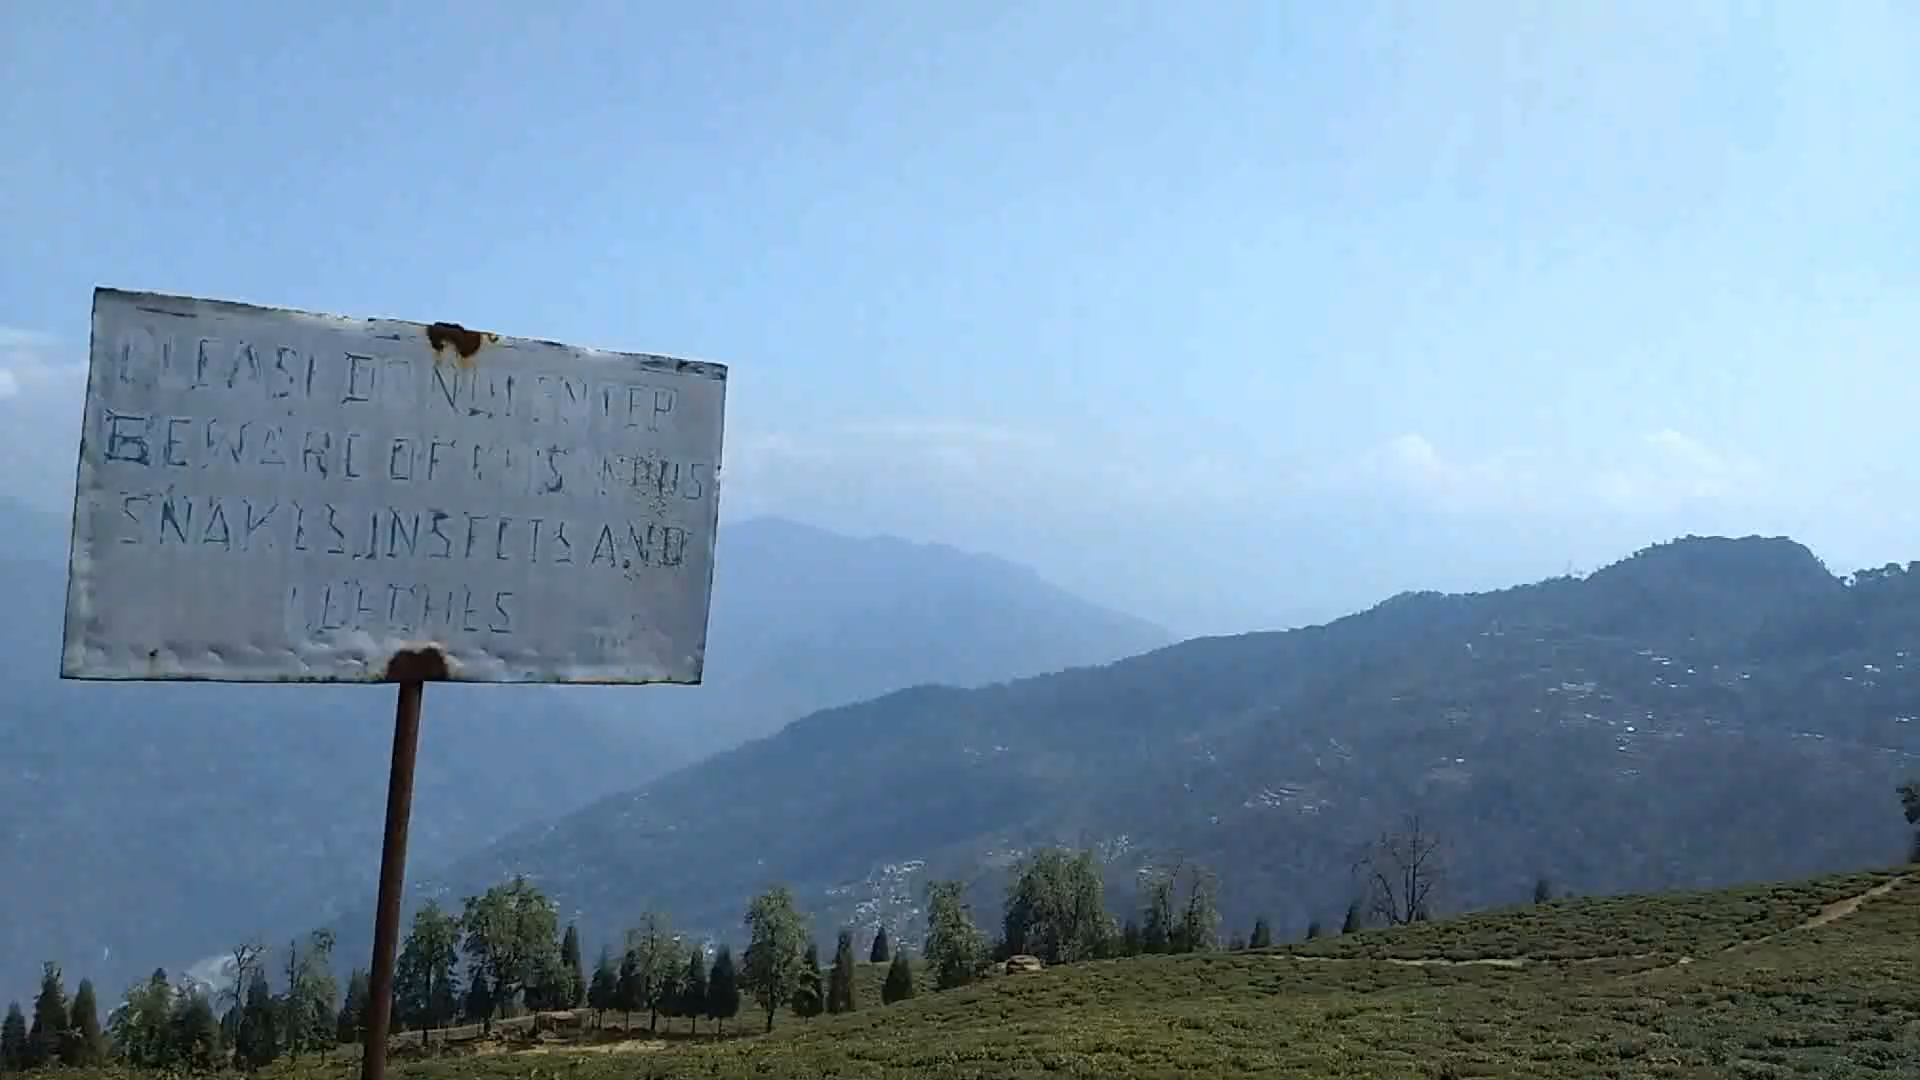 PLEASE DO NOT ENTER
BEWARE OF POISONOUS
SNAKES,INSECTS AND
LEECHES